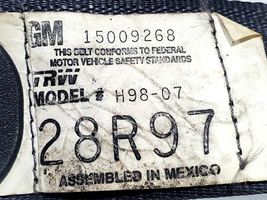 GM 15009268
THIS BELT CONFORMS TO FEDERAL
MOTOR VEHICLE SAFETY STANDARDS
TRW
MODEL # H98-07
28R97
ASSEMBLED IN MEXICO